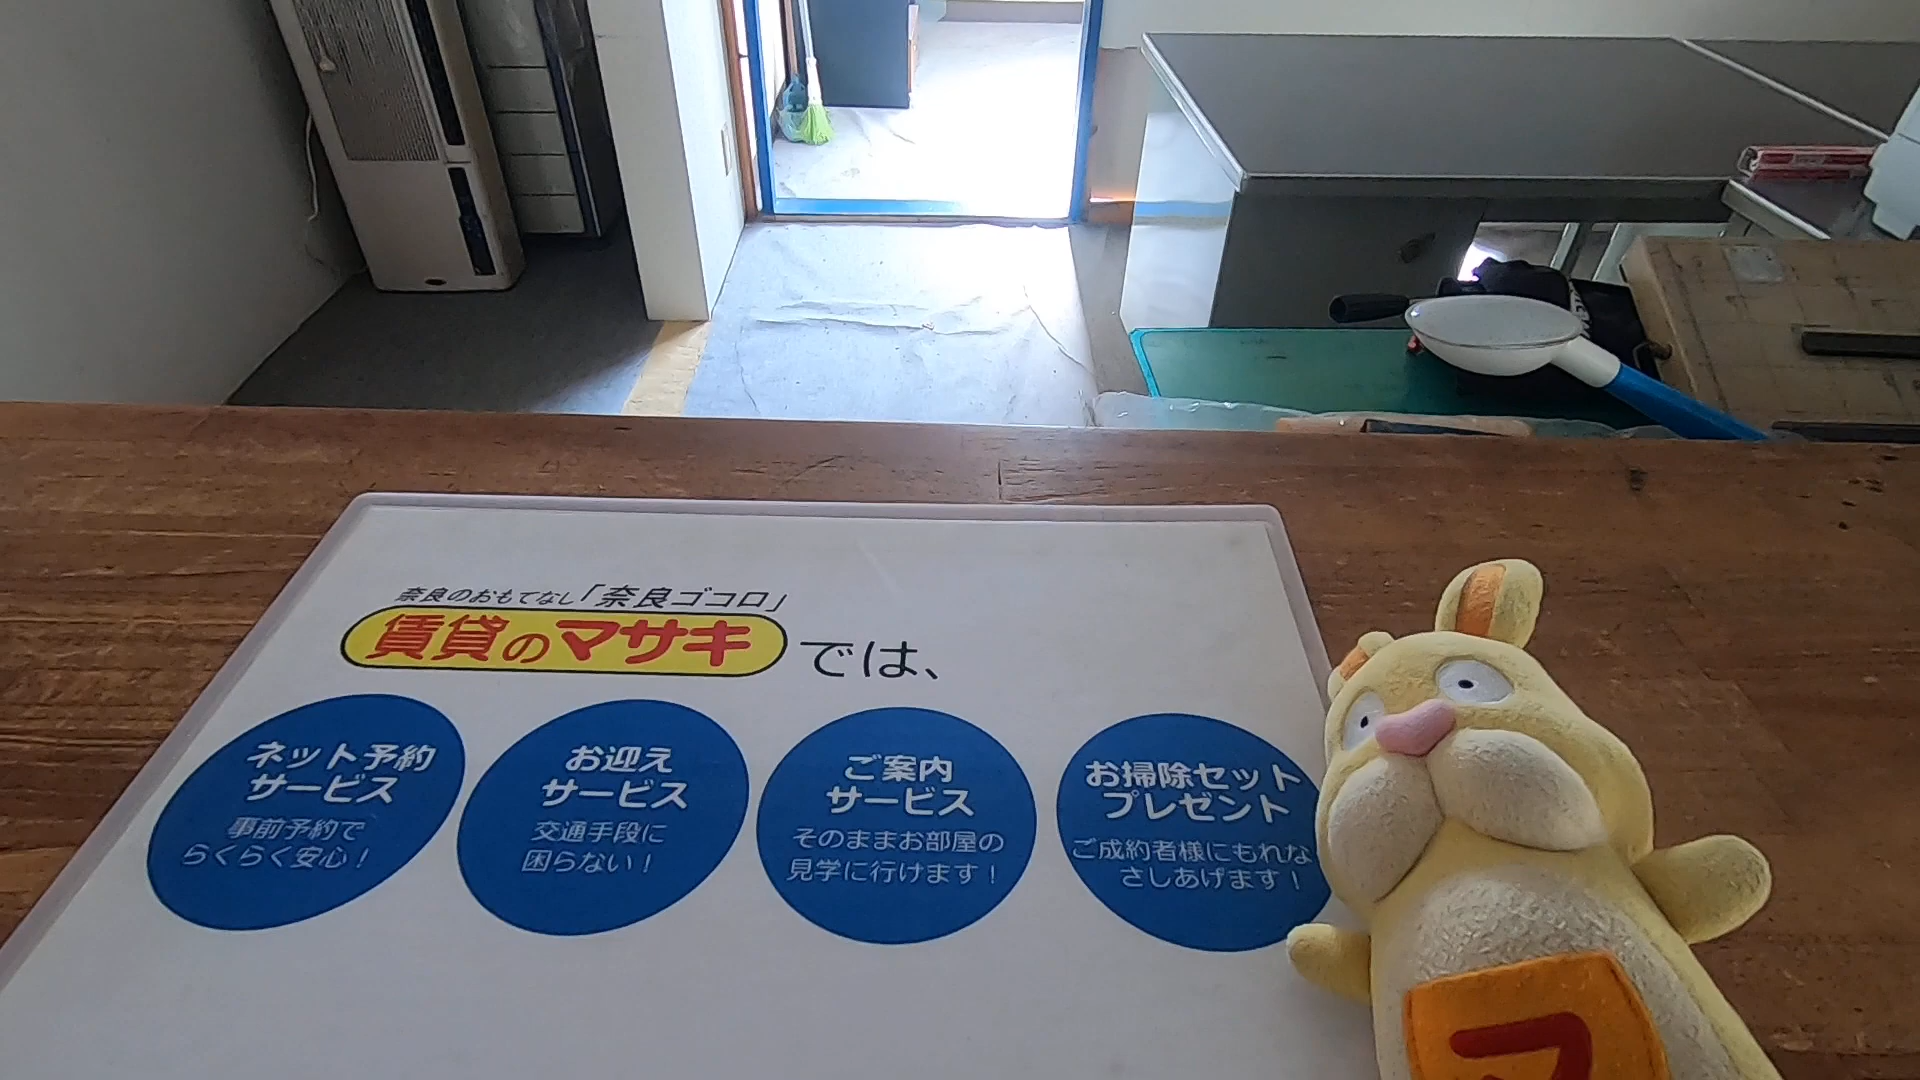 奈良のおもてなし「奈良ゴコロ」
賃貸のマサキでは、
ネット予約
サービス
事前予約で
らくらく安心！
お迎え
サービス
交通手段に
困らない！
ご案内
サービス
そのままお部屋の
見学に行けます！
お掃除セット
プレゼント
ご成約者様にもれな
さしあげます！
マ